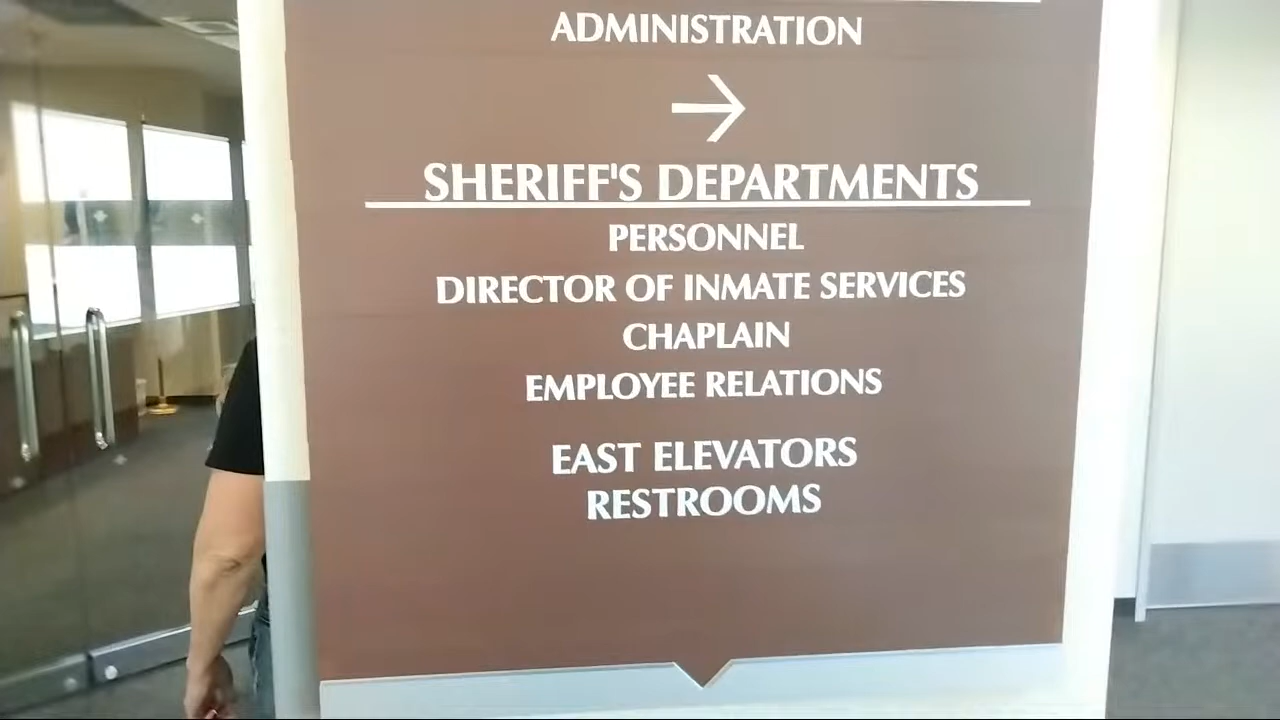 ADMINISTRATION
→
SHERIFF'S DEPARTMENTS
PERSONNEL
DIRECTOR OF INMATE SERVICES
CHAPLAIN
EMPLOYEE RELATIONS
EAST ELEVATORS
RESTROOMS